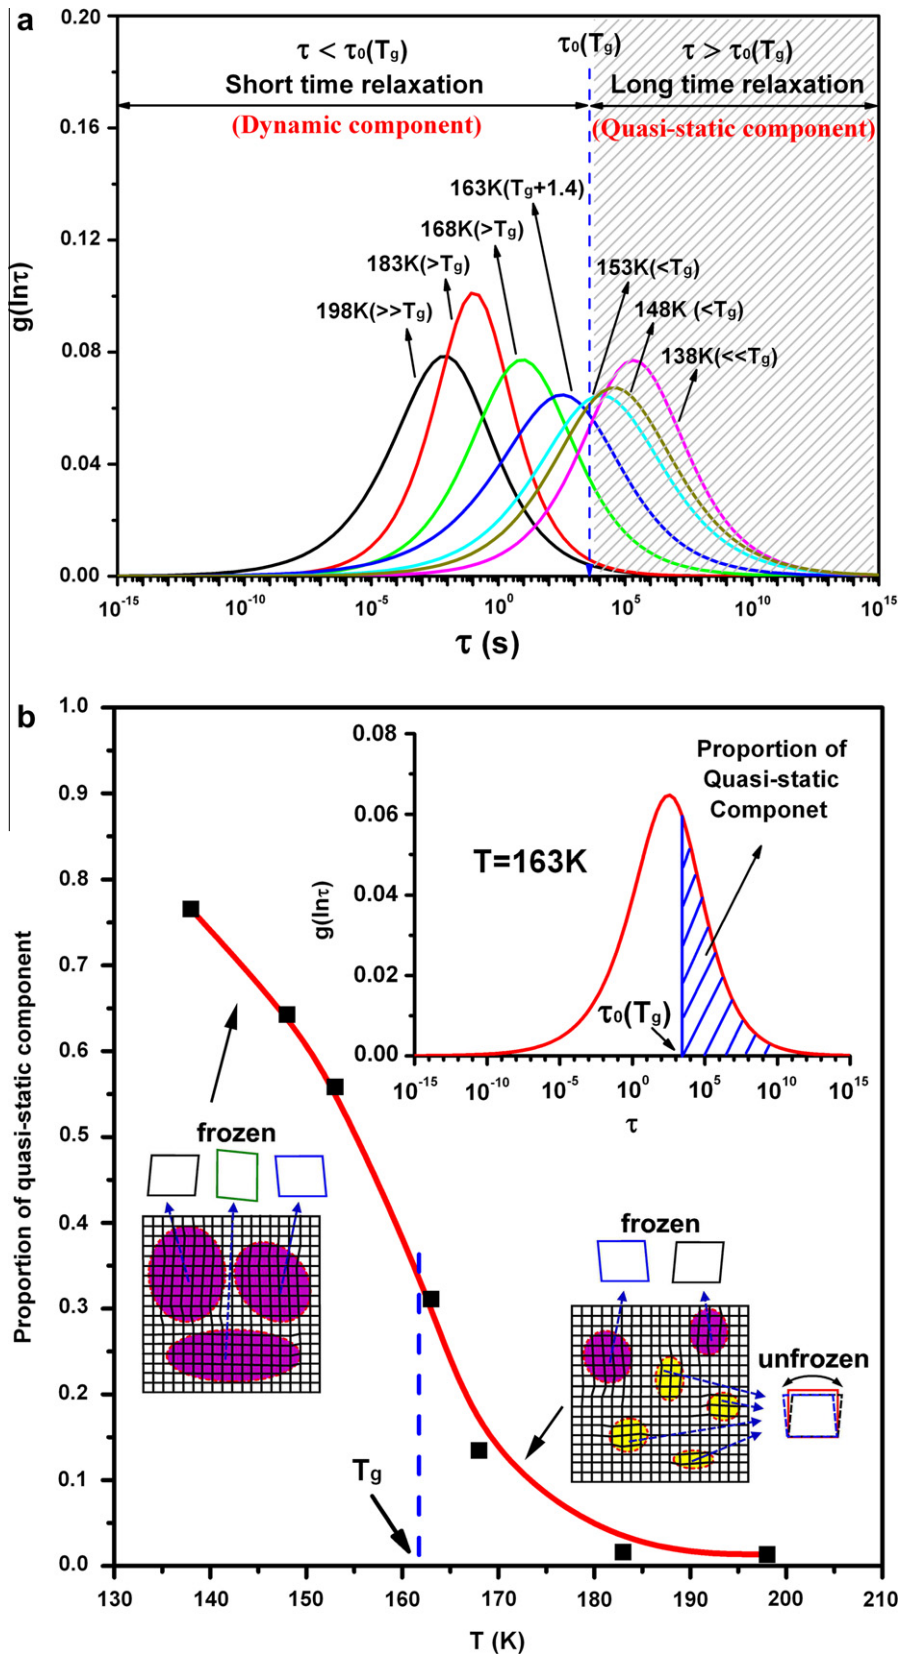 a
0.20
0.16
0.12
0.08
0.04
0.00
g(lnτ)
τ < τ₀(Tg)
Short time relaxation
(Dynamic component)
τ₀(Tg)
τ > τ₀(Tg)
Long time relaxation
(Quasi-static component)
163K(Tg+1.4)
168K(>Tg)
183K(>Tg)
198K(>>Tg)
153K(<Tg)
148K (<Tg)
138K(<<Tg)
10⁻¹⁵ 10⁻¹⁰ 10⁻⁵ 10⁰ 10⁵ 10¹⁰ 10¹⁵
τ (s)
b
1.0
0.9
0.8
0.7
0.6
0.5
0.4
0.3
0.2
0.1
0.0
Proportion of quasi-static component
0.08
0.06
0.04
0.02
0.00
g(lnτ)
Proportion of
Quasi-static
Componet
T=163K
τ₀(Tg)
10⁻¹⁵ 10⁻¹⁰ 10⁻⁵ 10⁰ 10⁵ 10¹⁰ 10¹⁵
τ
frozen
frozen
unfrozen
Tg
130 140 150 160 170 180 190 200 210
T (K)